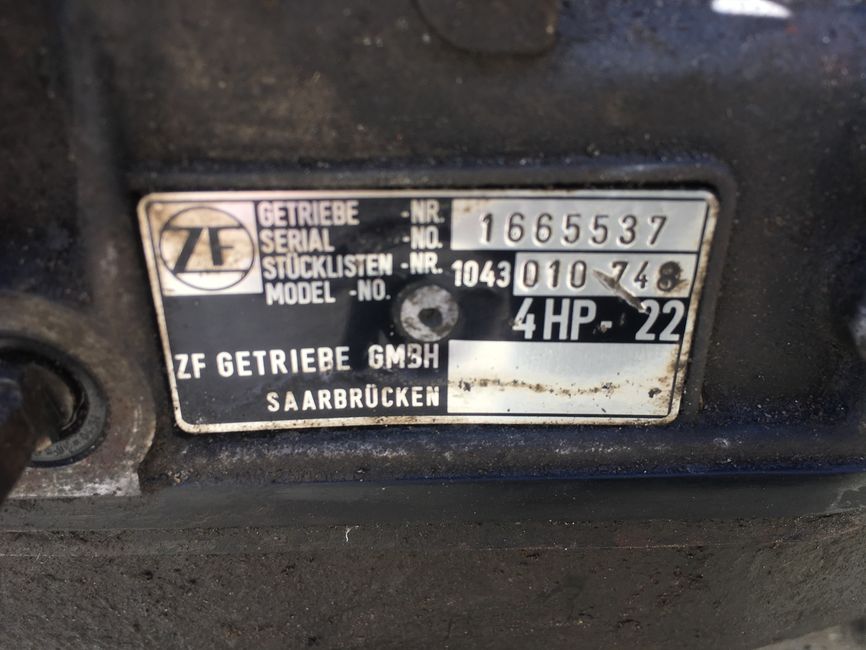 ZF
GETRIEBE -NR. 1665537
SERIAL -NO.
STÜCKLISTEN -NR. 1043 010 748
MODEL -NO. 4 HP - 22
ZF GETRIEBE GMBH
SAARBRÜCKEN